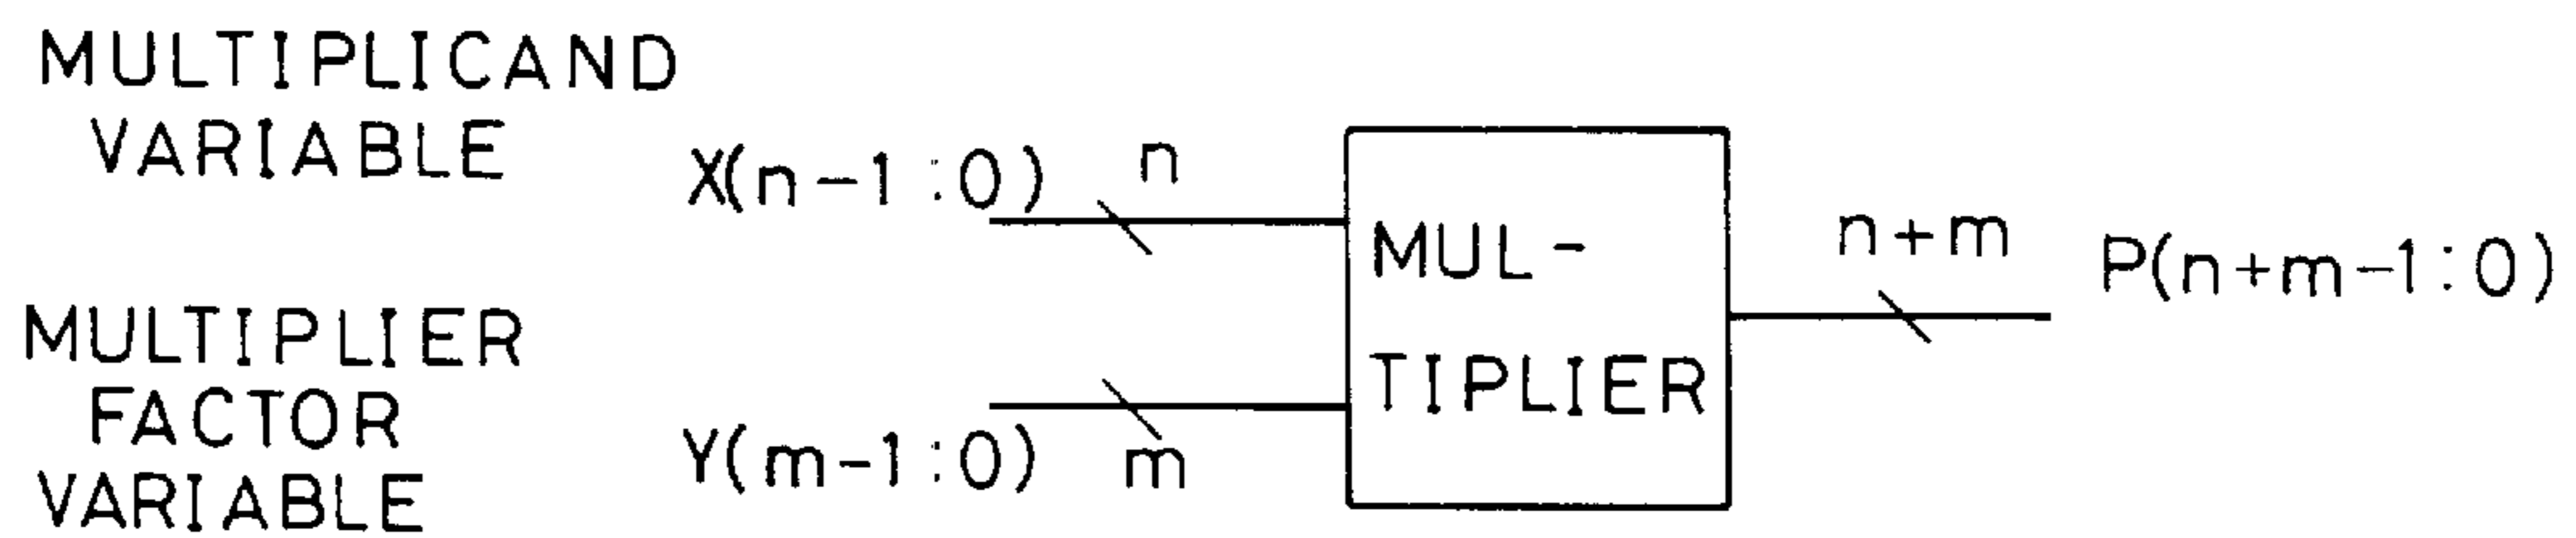 MULTIPLICAND
VARIABLE
X(n-1:0)
n
MULTIPLIER
FACTOR
VARIABLE
Y(m-1:0)
m
MUL-
TIPLIER
n+m
P(n+m-1:0)